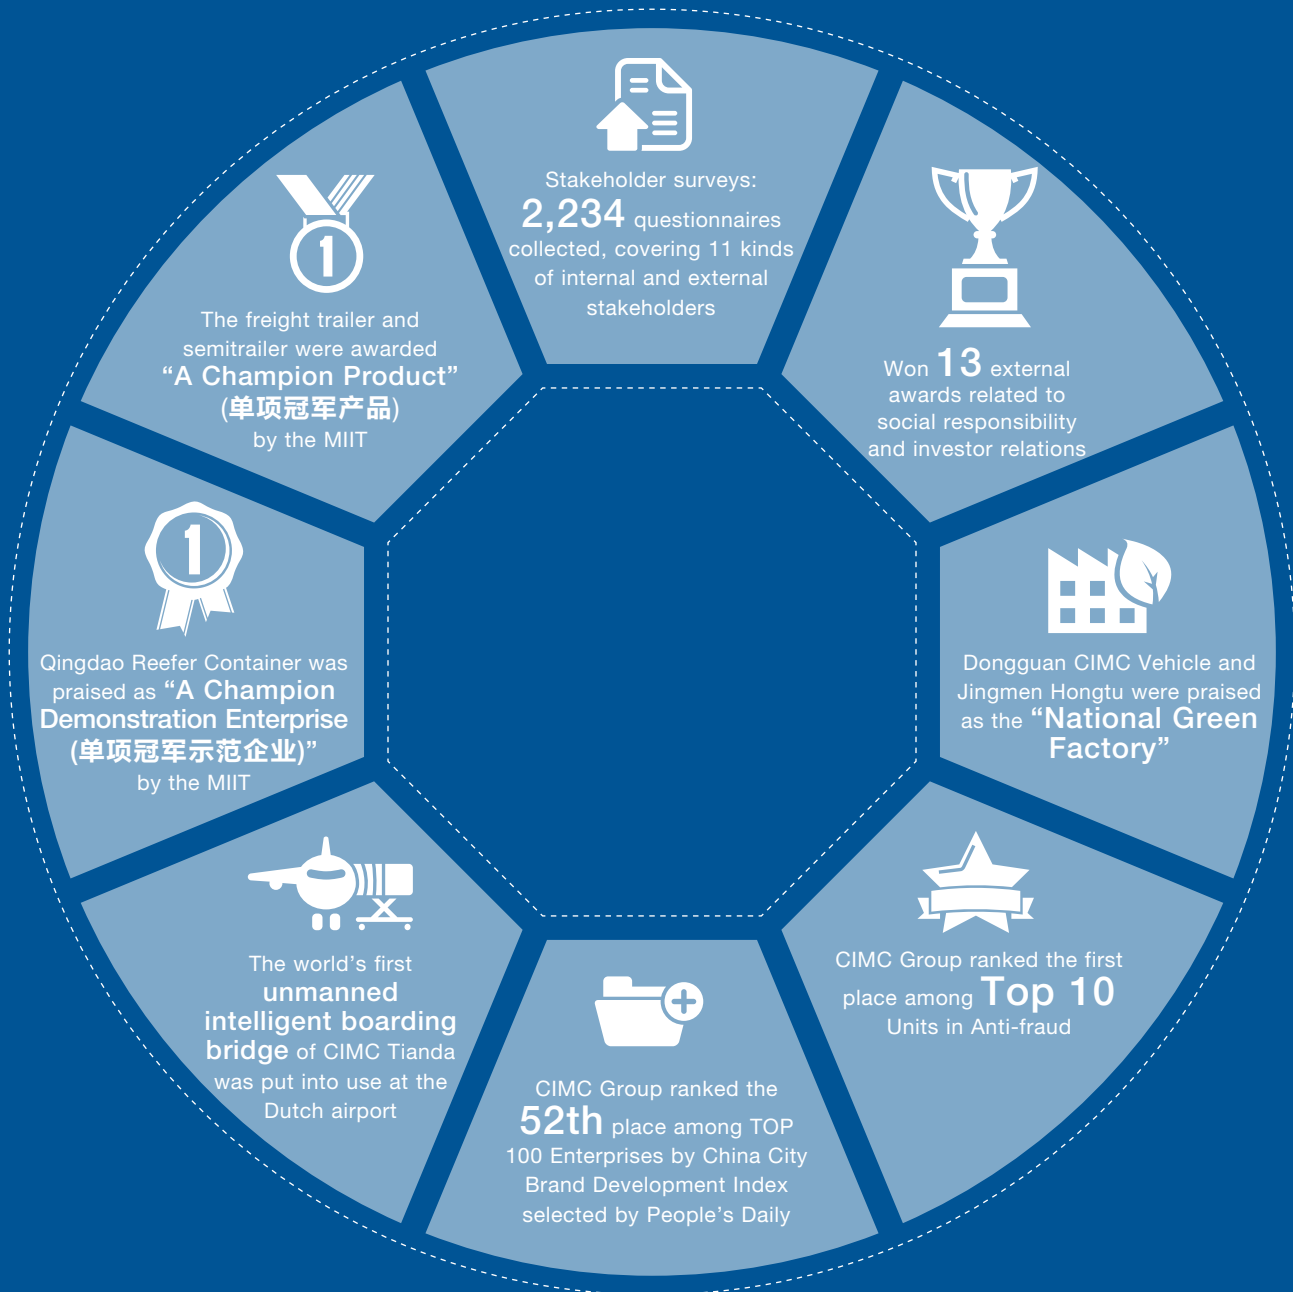 Stakeholder surveys:
2,234 questionnaires
collected, covering 11 kinds
of internal and external
stakeholders
Won 13 external
awards related to
social responsibility
and investor relations
Dongguan CIMC Vehicle and
Jingmen Hongtu were praised
as the “National Green
Factory”
CIMC Group ranked the first
place among Top 10
Units in Anti-fraud
CIMC Group ranked the
52th place among TOP
100 Enterprises by China City
Brand Development Index
selected by People’s Daily
The world’s first
unmanned
intelligent boarding
bridge of CIMC Tianda
was put into use at the
Dutch airport
1
Qingdao Reefer Container was
praised as “A Champion
Demonstration Enterprise
(单项冠军示范企业)”
by the MIIT
1
The freight trailer and
semitrailer were awarded
“A Champion Product”
(单项冠军产品)
by the MIIT